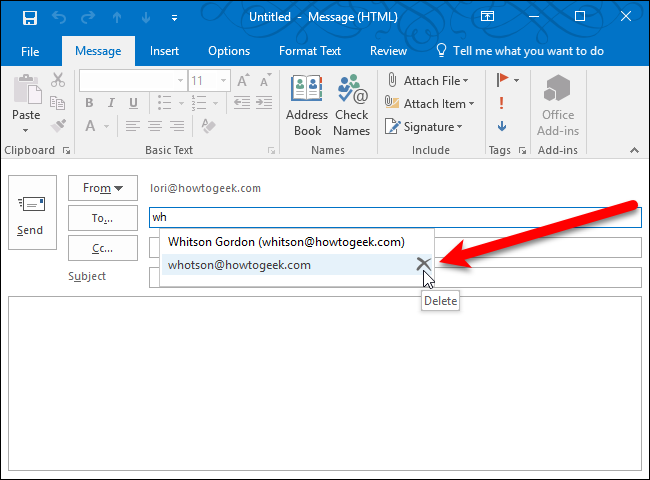 Untitled - Message (HTML)
File Message Insert Options Format Text Review Tell me what you want to do
Paste
Clipboard
11
B I U
A
Basic Text
Address Book
Check Names
Names
Attach File
Attach Item
Signature
Include
Tags
Office Add-ins
Add-ins
Send
From lori@howtogeek.com
To... wh
Whitson Gordon (whitson@howtogeek.com)
Cc...
whotson@howtogeek.com
Subject
Delete